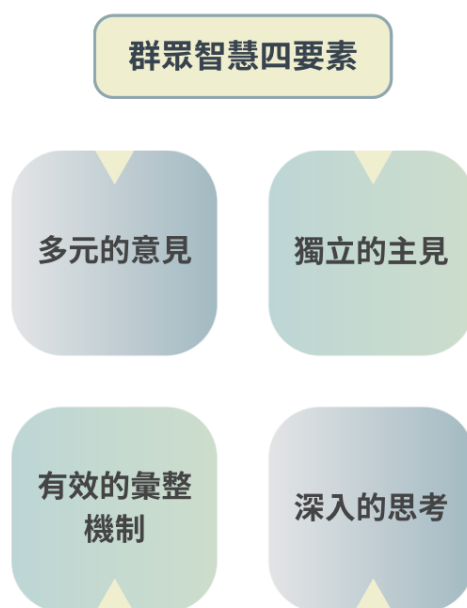 群眾智慧四要素
多元的意見
獨立的主見
有效的彙整
機制
深入的思考